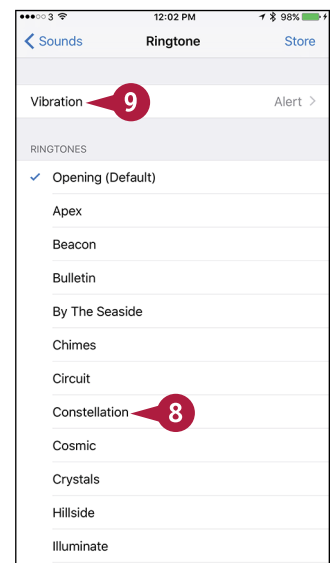 3 12:02 PM 98%
Sounds Ringtone Store
Vibration 9 Alert
RINGTONES
Opening (Default)
Apex
Beacon
Bulletin
By The Seaside
Chimes
Circuit
Constellation 8
Cosmic
Crystals
Hillside
Illuminate